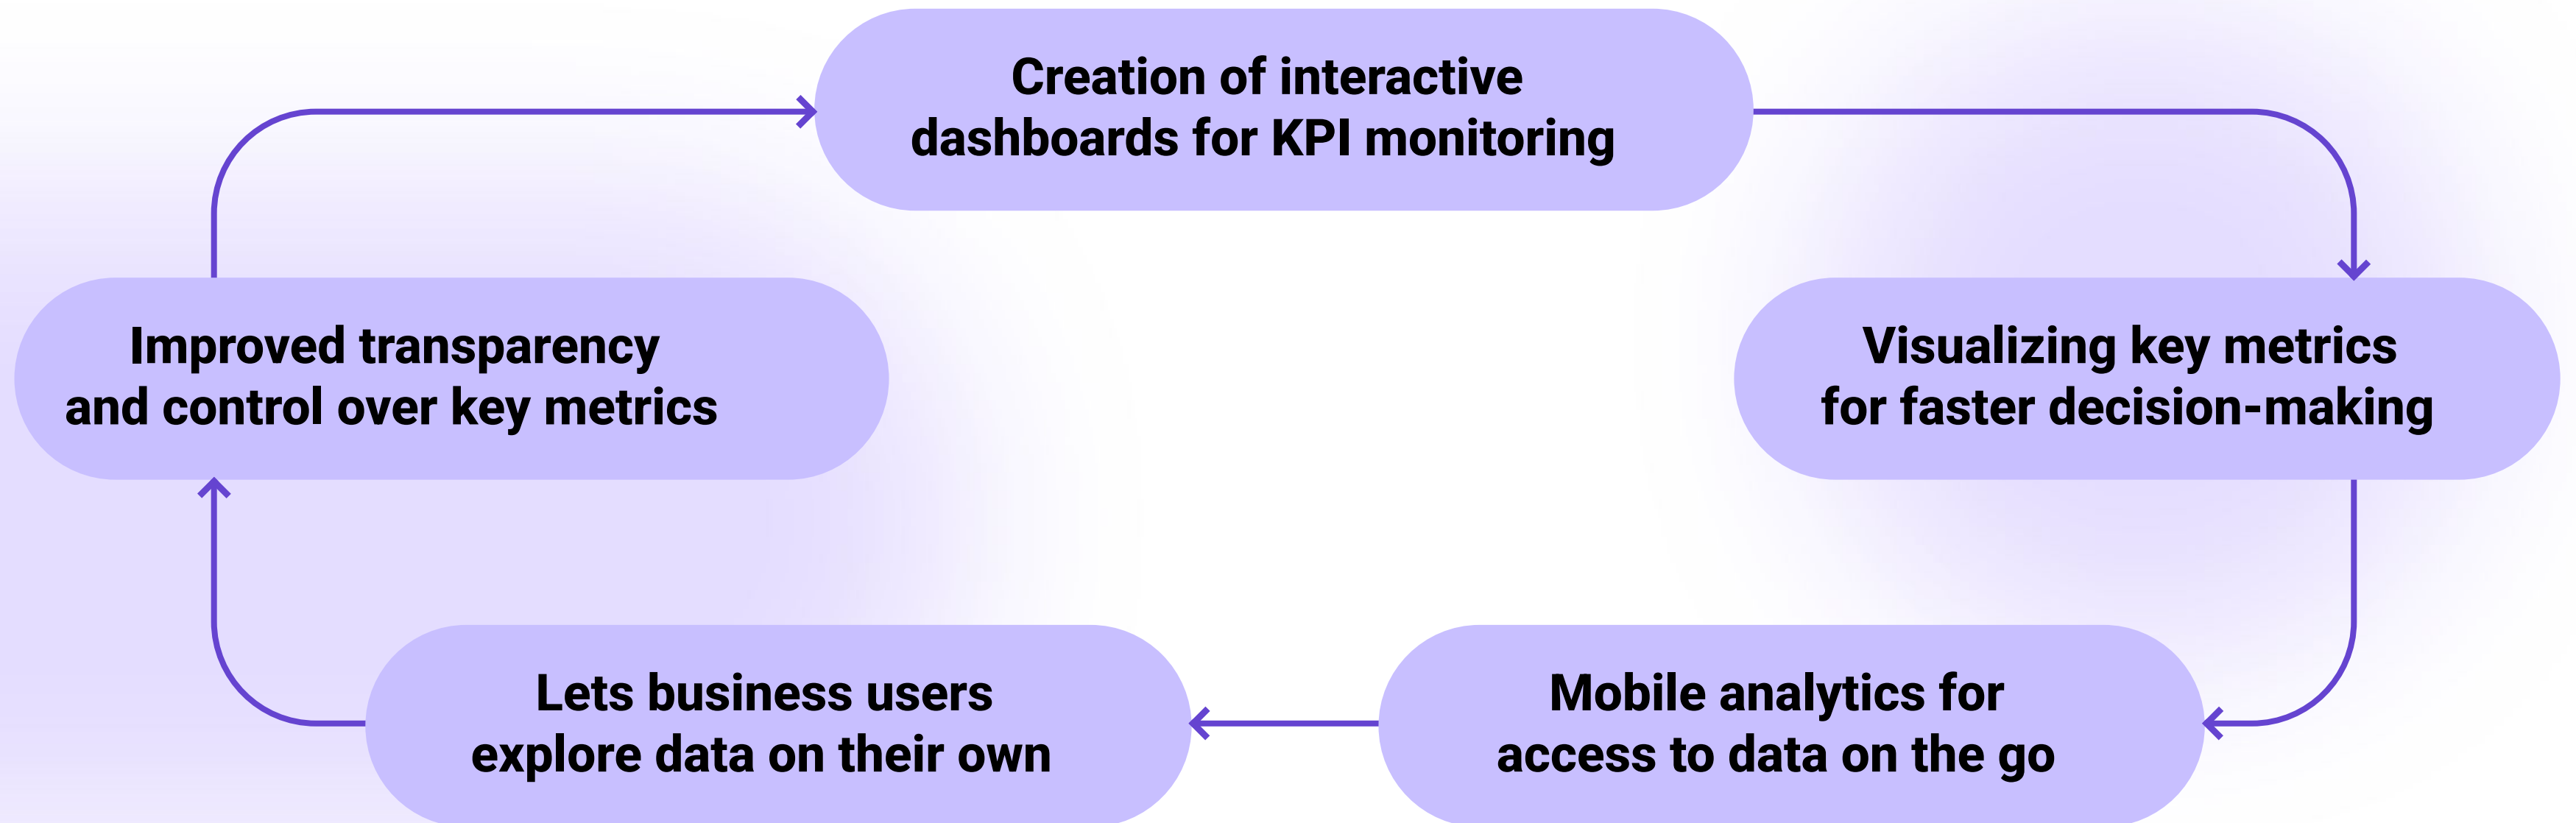 Creation of interactive
dashboards for KPI monitoring
Improved transparency
and control over key metrics
Visualizing key metrics
for faster decision-making
Lets business users
explore data on their own
Mobile analytics for
access to data on the go